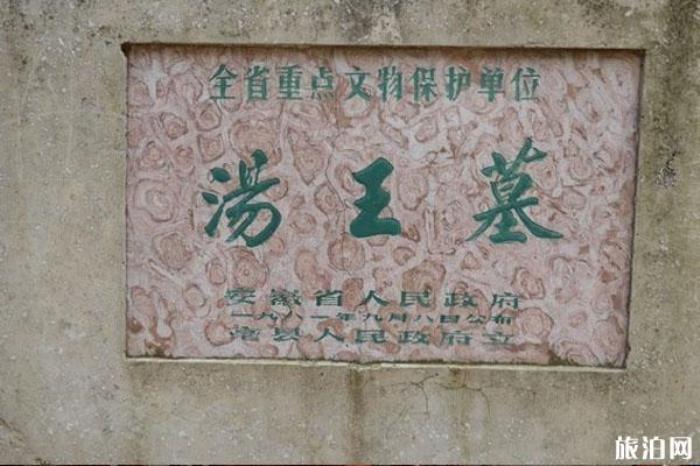 全省重点文物保护单位
湯王墓
安徽省人民政府
一九八一年九月八日公布
亳县人民政府立
旅泊网